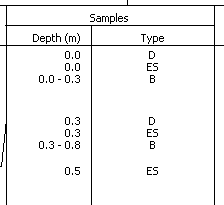 Samples
Depth (m) Type
0.0 D
0.0 ES
0.0 - 0.3 B
0.3 D
0.3 ES
0.3 - 0.8 B
0.5 ES